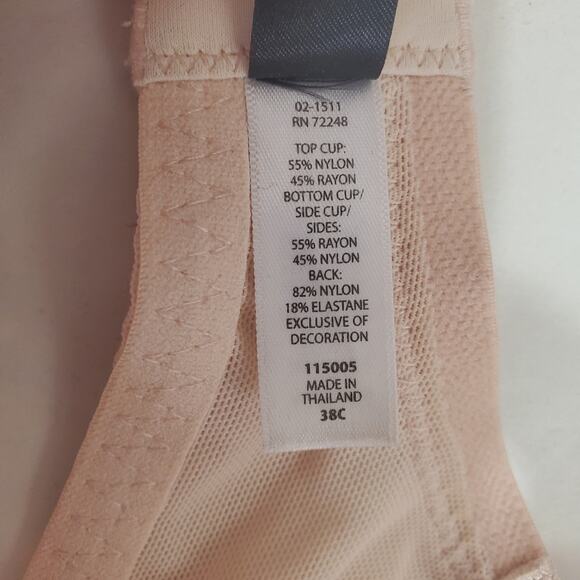 02-1511
RN 72248
TOP CUP:
55% NYLON
45% RAYON
BOTTOM CUP/
SIDE CUP/
SIDES:
55% RAYON
45% NYLON
BACK:
82% NYLON
18% ELASTANE
EXCLUSIVE OF
DECORATION
115005
MADE IN
THAILAND
38C